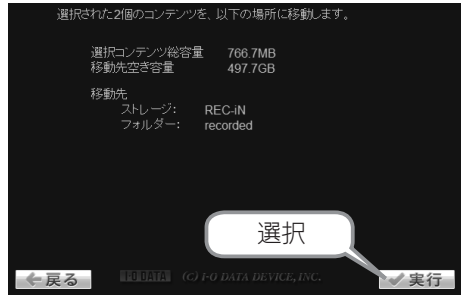 選択された2個のコンテンツを、以下の場所に移動します。
選択コンテンツ総容量 766.7MB
移動先空き容量 497.7GB
移動先
ストレージ: REC-iN
フォルダー: recorded
選択
←戻る I-O DATA (C) I-O DATA DEVICE, INC. ✓実行